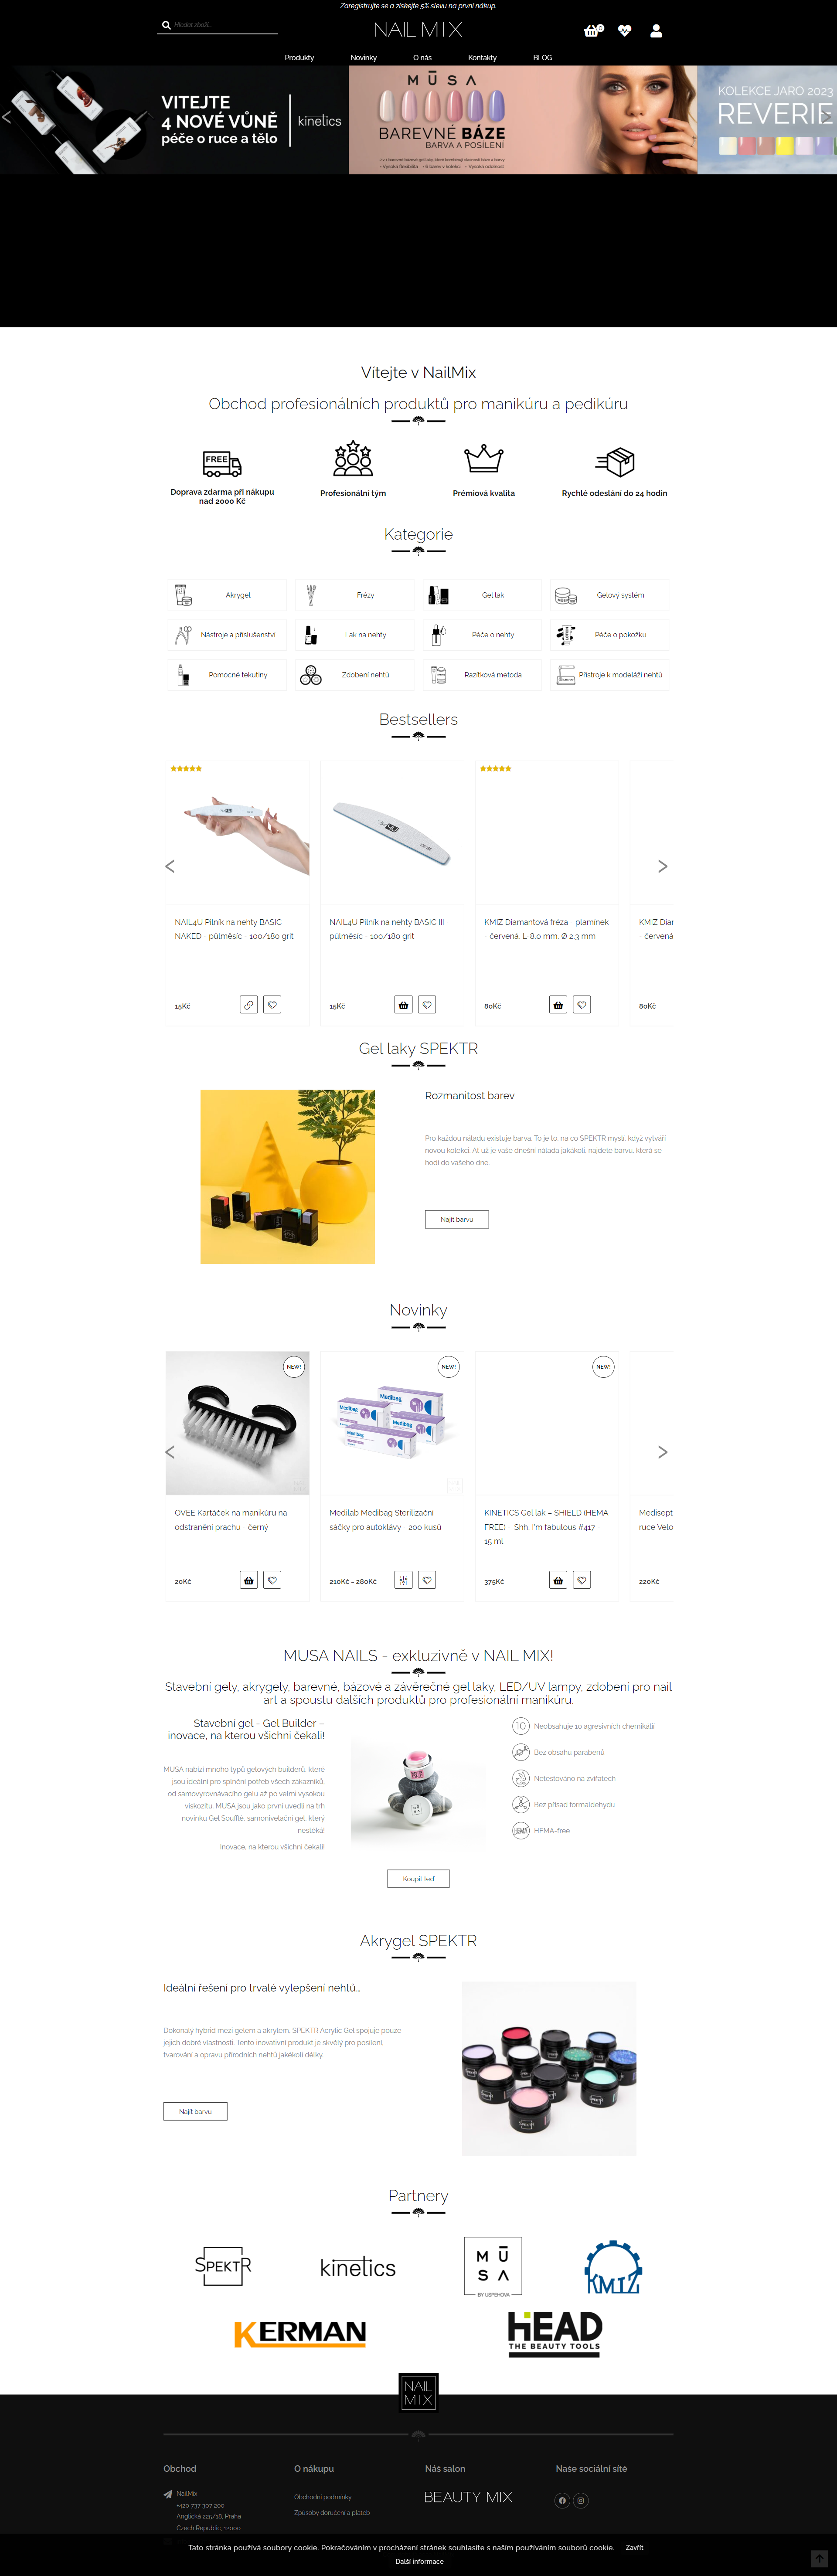 Zaregistrujte se a získejte 5% slevu na první nákup.
Hledat zboží...
NAIL MIX
0
Produkty
Novinky
O nás
Kontakty
BLOG
VITEJTE
4 NOVÉ VŮNĚ
péče o ruce a tělo
kinetics
MŪSA
BAREVNÉ BÁZE
BARVA A POSÍLENÍ
KOLEKCE JARO 2023
REVERIE
Vítejte v NailMix
Obchod profesionálních produktů pro manikúru a pedikúru
FREE
Doprava zdarma při nákupu
nad 2000 Kč
Profesionální tým
Prémiová kvalita
Rychlé odeslání do 24 hodin
Kategorie
Akrygel
Frézy
Gel lak
Gelový systém
Nástroje a příslušenství
Lak na nehty
Péče o nehty
Péče o pokožku
Pomocné tekutiny
Zdobení nehtů
Razítková metoda
Přístroje k modeláži nehtů
Bestsellers
NAIL4U Pilník na nehty BASIC
NAKED - půlměsíc - 100/180 grit
15Kč
NAIL4U Pilník na nehty BASIC III -
půlměsíc - 100/180 grit
15Kč
KMIZ Diamantová fréza - plamínek
- červená, L-8,0 mm, Ø 2,3 mm
80Kč
KMIZ Diar
- červená
80Kč
Gel laky SPEKTR
Rozmanitost barev
Pro každou náladu existuje barva. To je to, na co SPEKTR myslí, když vytváří
novou kolekci. Ať už je vaše dnešní nálada jakákoli, najdete barvu, která se
hodí do vašeho dne.
Najít barvu
Novinky
NEW!
OVEE Kartáček na manikúru na
odstranění prachu - černý
20Kč
NEW!
Medibag
Medilab Medibag Sterilizační
sáčky pro autoklávy - 200 kusů
210Kč – 280Kč
NEW!
KINETICS Gel lak – SHIELD (HEMA
FREE) – Shh, I'm fabulous #417 –
15 ml
375Kč
Medisept
ruce Velo
220Kč
MUSA NAILS - exkluzivně v NAIL MIX!
Stavební gely, akrygely, barevné, bázové a závěrečné gel laky, LED/UV lampy, zdobení pro nail
art a spoustu dalších produktů pro profesionální manikúru.
Stavební gel - Gel Builder –
inovace, na kterou všichni čekali!
MUSA nabízí mnoho typů gelových builderů, které
jsou ideální pro splnění potřeb všech zákazníků,
od samovyrovnávacího gelu až po velmi vysokou
viskozitu. MUSA jsou jako první uvedli na trh
novinku Gel Soufflé, samonivelační gel, který
nestéká!
inovace, na kterou všichni čekali!
10
Neobsahuje 10 agresivních chemikálií
Bez obsahu parabenů
Netestováno na zvířatech
Bez přísad formaldehydu
HEMA
HEMA-free
Koupit teď
Akrygel SPEKTR
Ideální řešení pro trvalé vylepšení nehtů...
Dokonalý hybrid mezi gelem a akrylem. SPEKTR Acrylic Gel spojuje pouze
jejich dobré vlastnosti. Tento inovativní produkt je skvělý pro posílení,
tvarování a opravu přírodních nehtů jakékoli délky.
Najít barvu
Partnery
SPEKTR
kinetics
MŪ
SA
BY USPEHOVA
KMIZ
KERMAN
HEAD
THE BEAUTY TOOLS
NAIL
MIX
Obchod
NailMix
+420 737 307 200
Anglická 225/18, Praha
Czech Republic, 12000
O nákupu
Obchodní podmínky
Způsoby doručení a plateb
Náš salon
BEAUTY MIX
Naše sociální sítě
Tato stránka používá soubory cookie. Pokračováním v procházení stránek souhlasíte s naším používáním souborů cookie.
Zavřít
Další informace